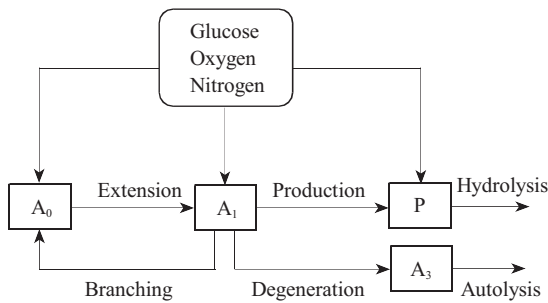 Glucose
Oxygen
Nitrogen
Extension
Production
Hydrolysis
A₀
A₁
P
A₃
Branching
Degeneration
Autolysis